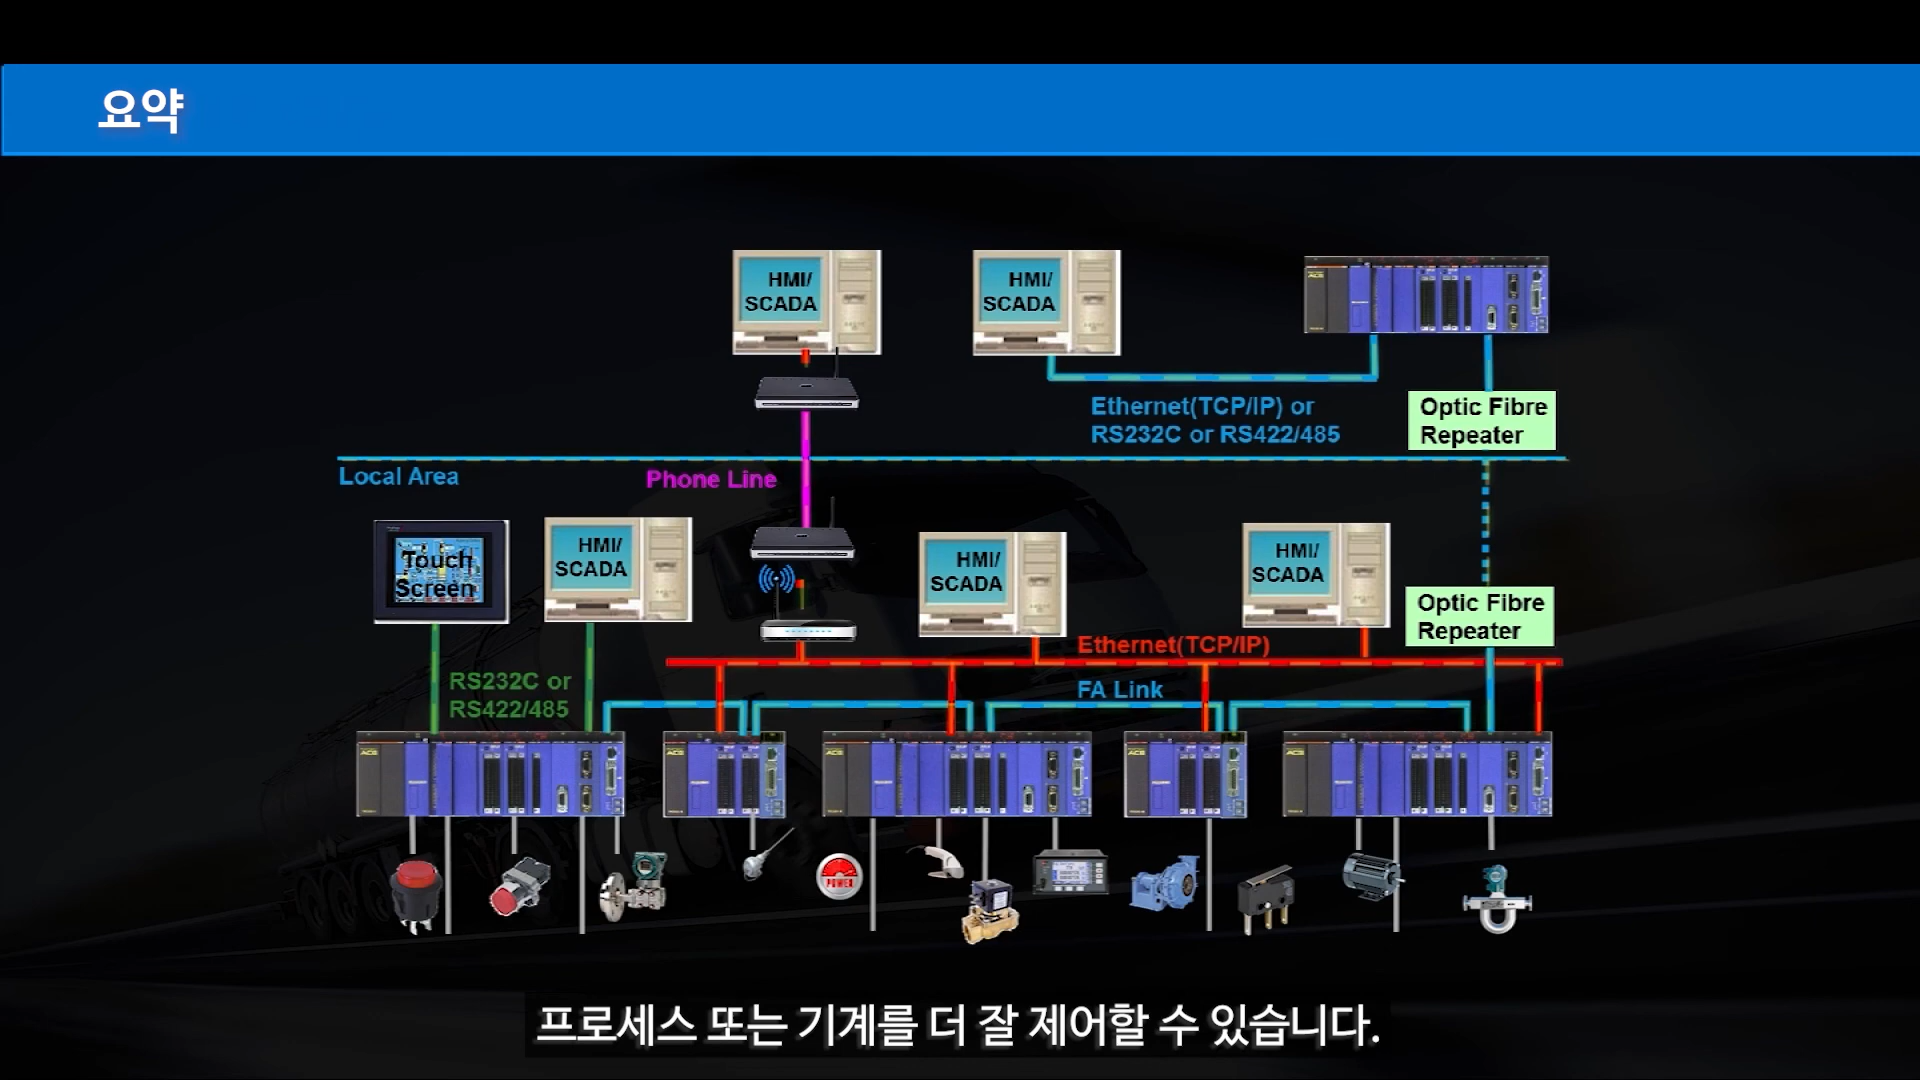 요약
HMI/
SCADA
HMI/
SCADA
Ethernet(TCP/IP) or
RS232C or RS422/485
Optic Fibre
Repeater
Local Area
Phone Line
Touch
Screen
HMI/
SCADA
HMI/
SCADA
HMI/
SCADA
Optic Fibre
Repeater
Ethernet(TCP/IP)
RS232C or
RS422/485
FA Link
POWER
프로세스 또는 기계를 더 잘 제어할 수 있습니다.